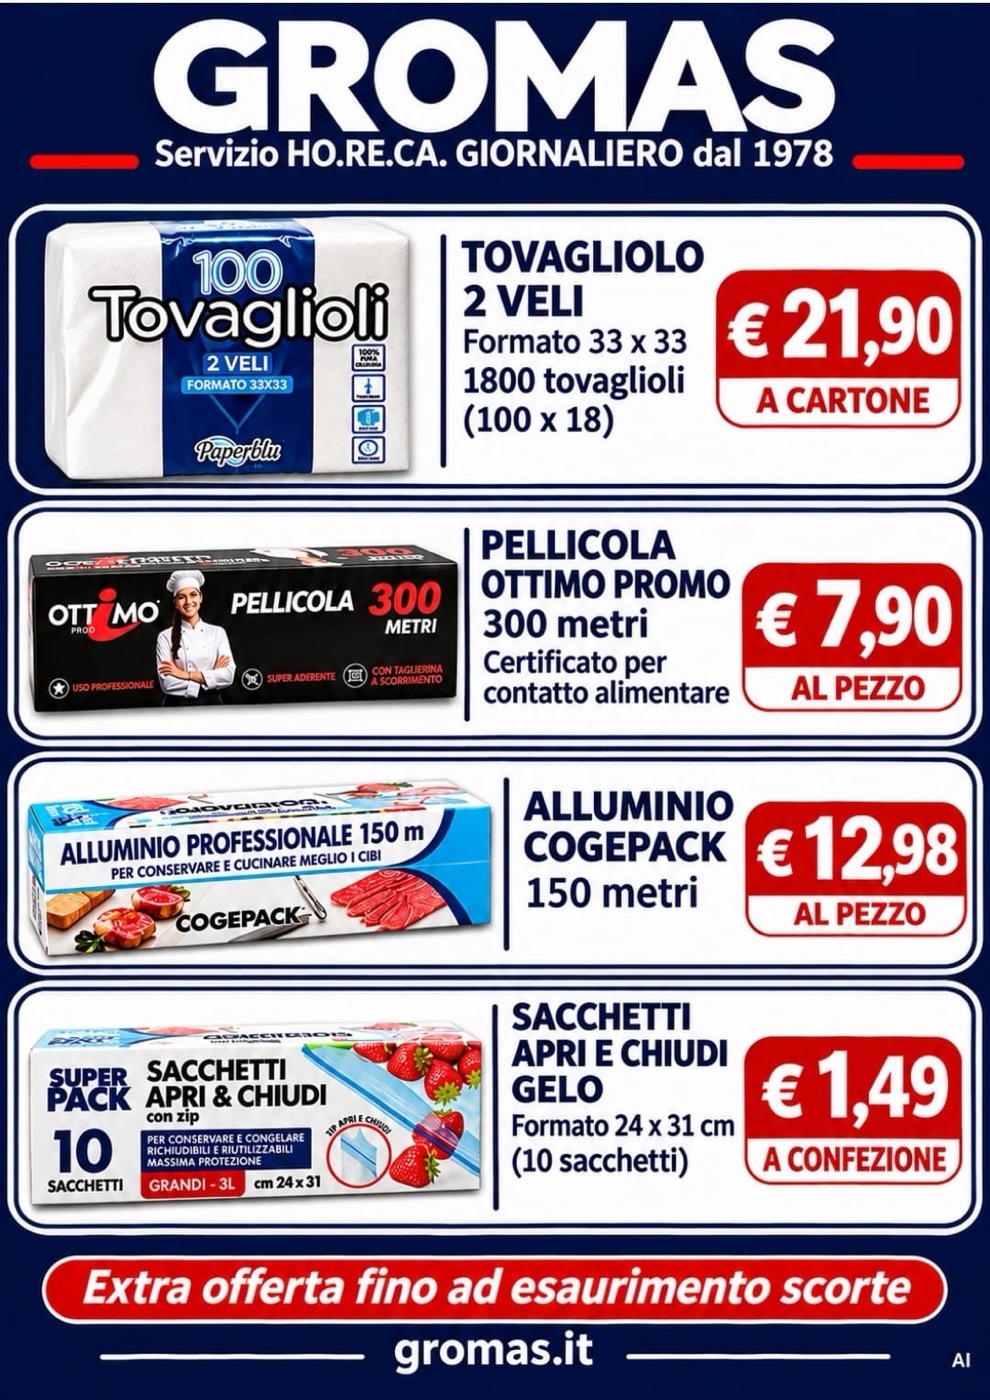 GROMAS
Servizio HO.RE.CA. GIORNALIERO dal 1978
100
Tovaglioli
2 VELI
FORMATO 33X33
Paperblu
100%
PURA
TOVAGLIOLO
2 VELI
Formato 33 x 33
1800 tovaglioli
(100 x 18)
€ 21,90
A CARTONE
300
OTTiMO
PROD
PELLICOLA 300
METRI
USO PROFESSIONALE
SUPER ADERENTE
CON TAGLIERINA
A SCORRIMENTO
PELLICOLA
OTTIMO PROMO
300 metri
Certificato per
contatto alimentare
€ 7,90
AL PEZZO
ALLUMINIO PROFESSIONALE 150 m
PER CONSERVARE E CUCINARE MEGLIO I CIBI
COGEPACK
ALLUMINIO
COGEPACK
150 metri
€ 12,98
AL PEZZO
SUPER
PACK
10
SACCHETTI
SACCHETTI
APRI & CHIUDI
con zip
PER CONSERVARE E CONGELARE
RICHIUDIBILI E RIUTILIZZABILI
MASSIMA PROTEZIONE
GRANDI - 3L
cm 24 x 31
ZIP APRI E CHIUDI
SACCHETTI
APRI E CHIUDI
GELO
Formato 24 x 31 cm
(10 sacchetti)
€ 1,49
A CONFEZIONE
Extra offerta fino ad esaurimento scorte
gromas.it
AI